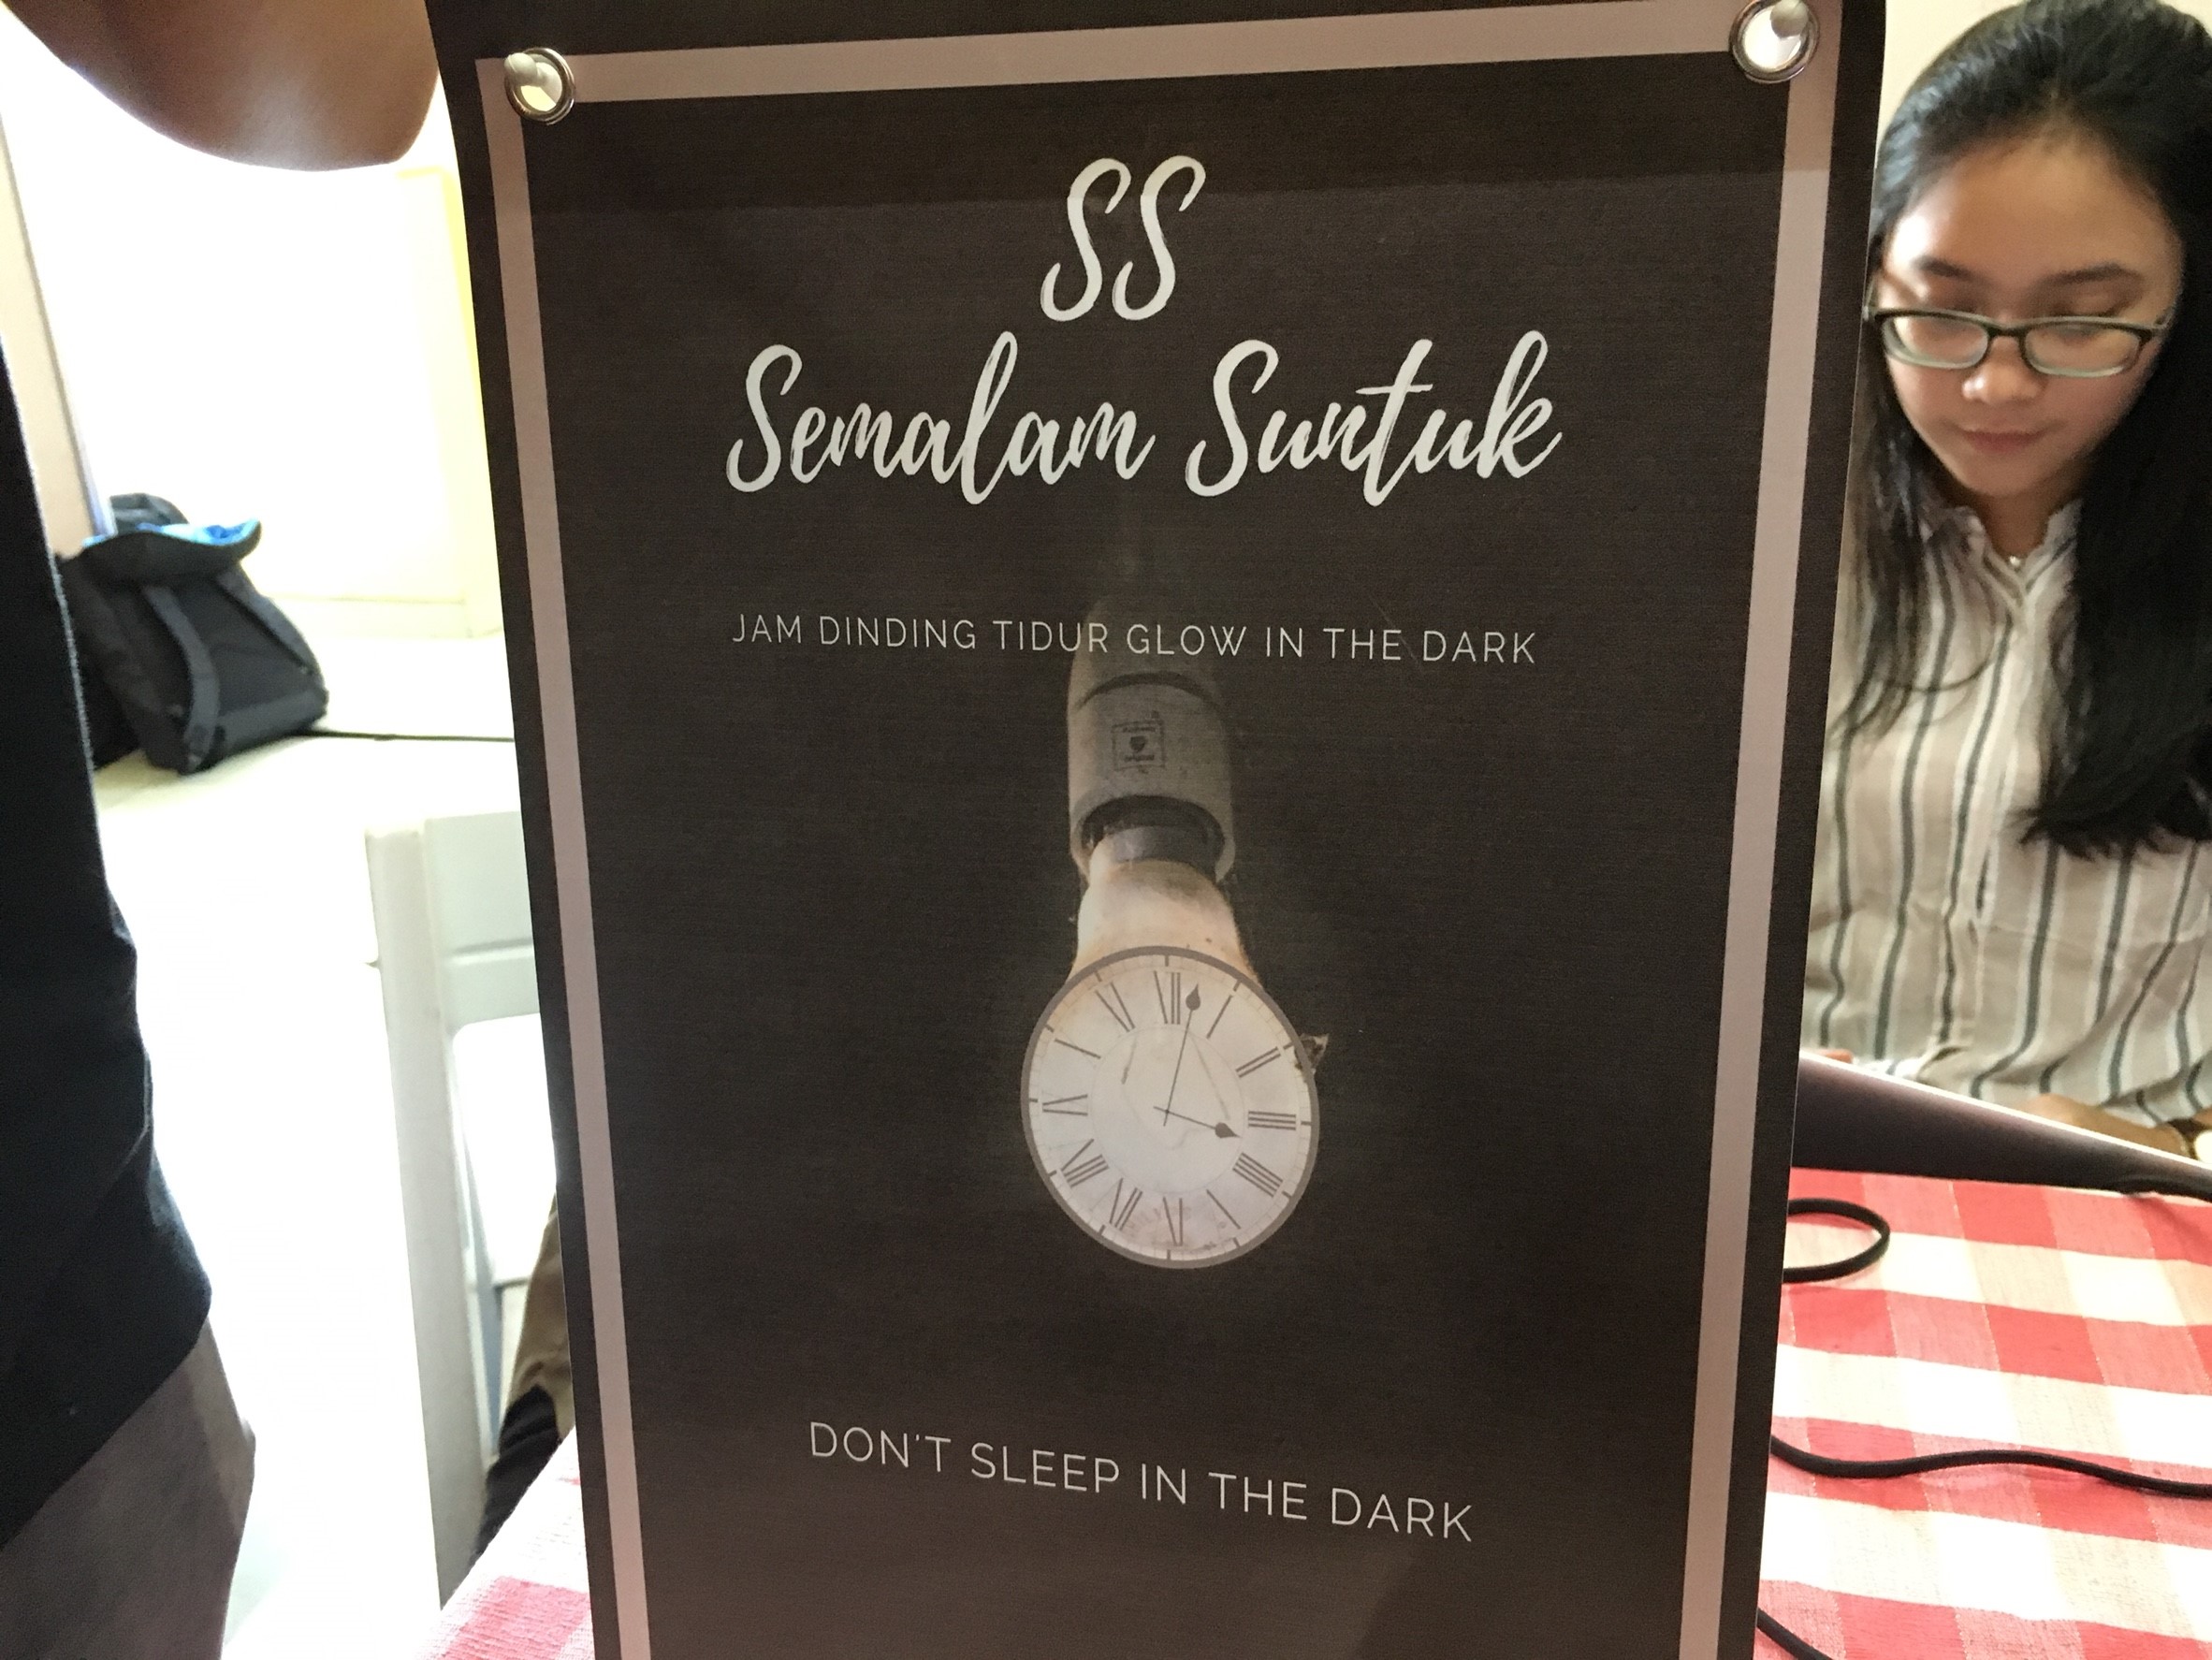 SS
Semalam Suntuk
JAM DINDING TIDUR GLOW IN THE DARK
DON'T SLEEP IN THE DARK